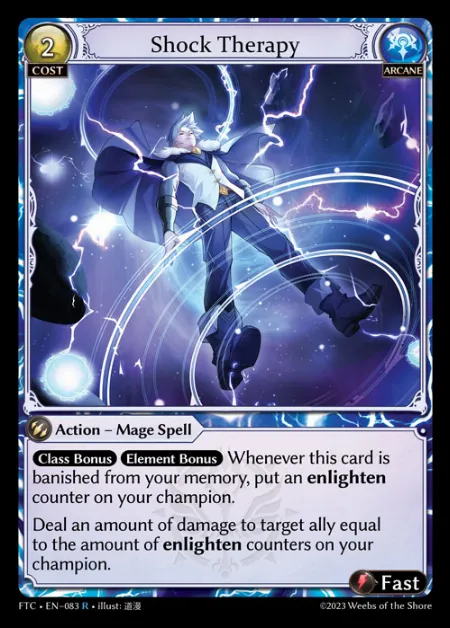 2
Shock Therapy
COST
ARCANE
Action – Mage Spell
Class Bonus Element Bonus Whenever this card is
banished from your memory, put an enlighten
counter on your champion.
Deal an amount of damage to target ally equal
to the amount of enlighten counters on your
champion.
Fast
FTC • EN–083 R • illust: 道漫
©2023 Weebs of the Shore